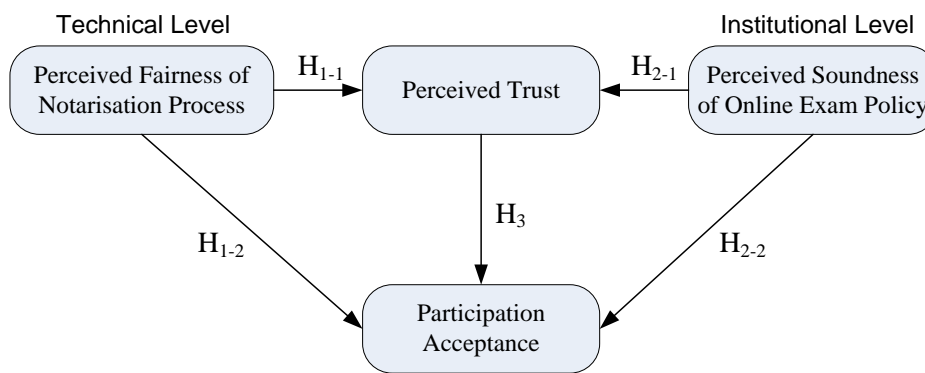 Technical Level
Institutional Level
Perceived Fairness of
Notarisation Process
H1-1
Perceived Trust
H2-1
Perceived Soundness
of Online Exam Policy
H1-2
H3
H2-2
Participation
Acceptance